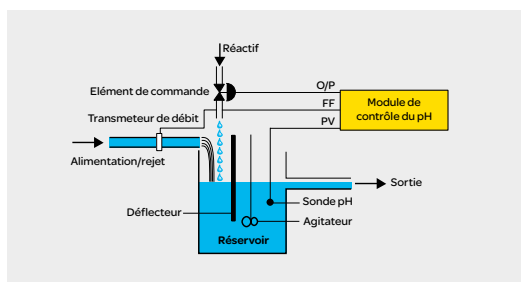 Réactif
Elément de commande
O/P
FF
Module de
contrôle du pH
Transmeteur de débit
PV
Alimentation/rejet
Sortie
Sonde pH
Déflecteur
Agitateur
Réservoir